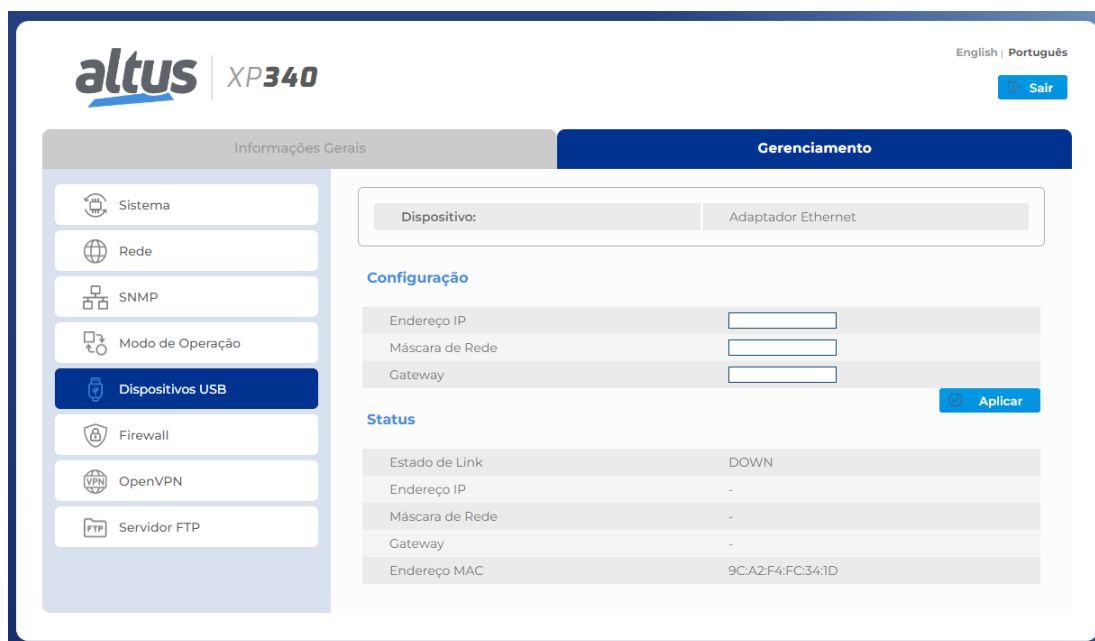 English | Português
altus | XP340
Sair
Informações Gerais
Gerenciamento
Sistema
Rede
SNMP
Modo de Operação
Dispositivos USB
Firewall
VPN OpenVPN
FTP Servidor FTP
Dispositivo: Adaptador Ethernet
Configuração
Endereço IP
Máscara de Rede
Gateway
Aplicar
Status
Estado de Link DOWN
Endereço IP -
Máscara de Rede -
Gateway -
Endereço MAC 9C:A2:F4:FC:34:1D